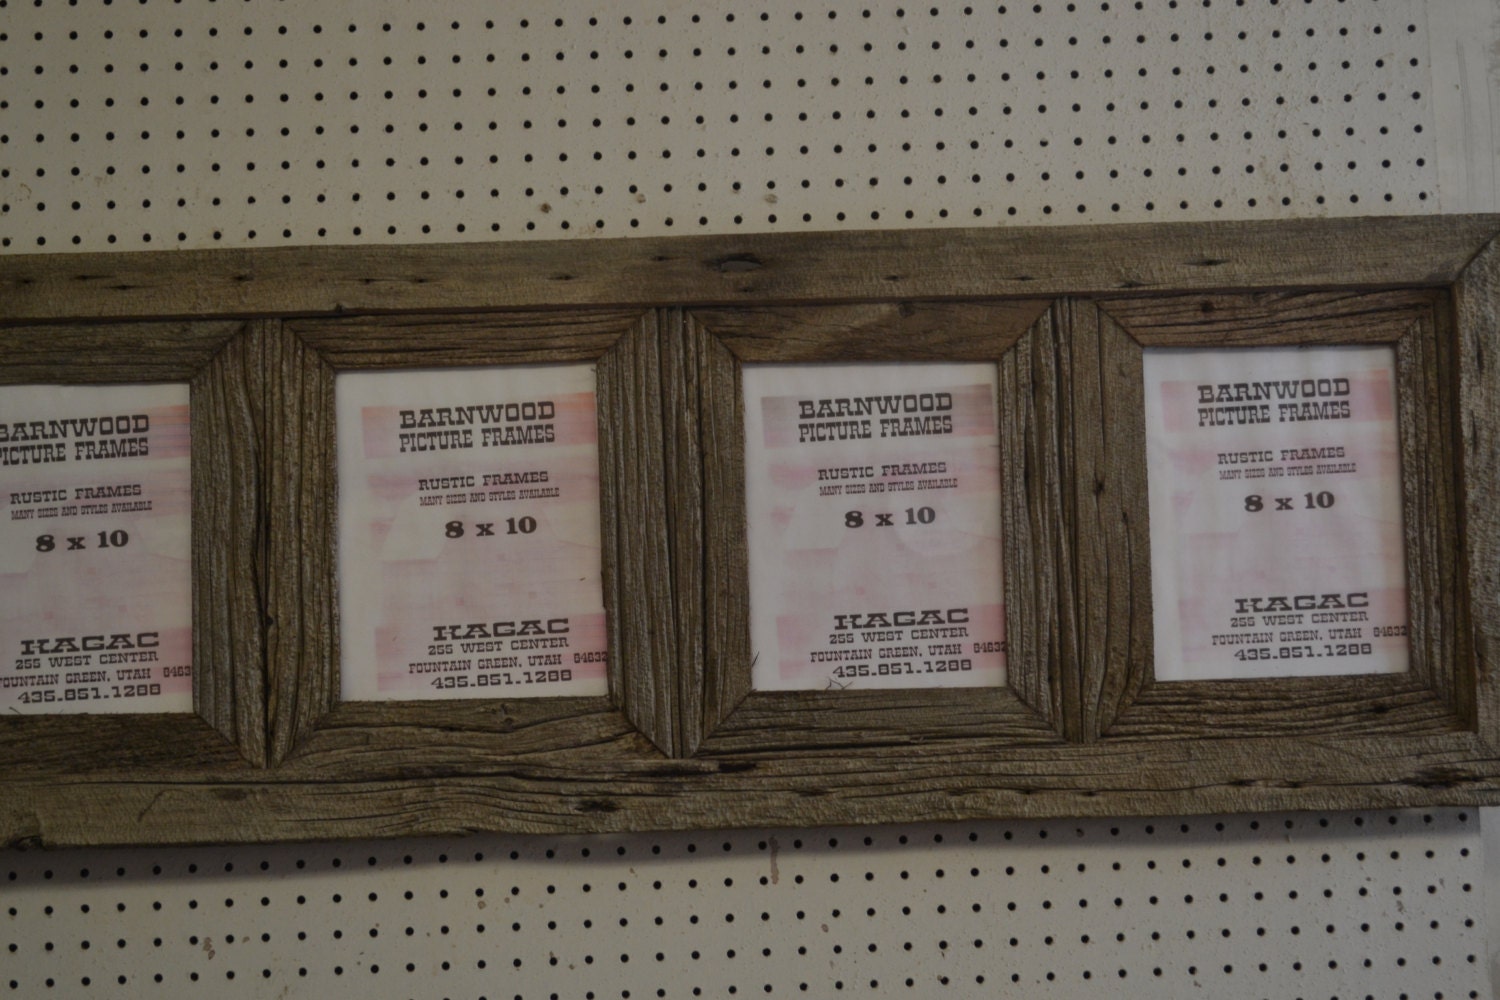 BARNWOOD
PICTURE FRAMES
RUSTIC FRAMES
MANY SIZES AND STYLES AVAILABLE
8 x 10
HAGAC
255 WEST CENTER
FOUNTAIN GREEN, UTAH 84632
435.851.1288
BARNWOOD
PICTURE FRAMES
RUSTIC FRAMES
MANY SIZES AND STYLES AVAILABLE
8 x 10
HAGAC
255 WEST CENTER
FOUNTAIN GREEN, UTAH 84632
435.851.1288
BARNWOOD
PICTURE FRAMES
RUSTIC FRAMES
MANY SIZES AND STYLES AVAILABLE
8 x 10
HAGAC
255 WEST CENTER
FOUNTAIN GREEN, UTAH 84632
435.851.1288
BARNWOOD
PICTURE FRAMES
RUSTIC FRAMES
MANY SIZES AND STYLES AVAILABLE
8 x 10
HAGAC
255 WEST CENTER
FOUNTAIN GREEN, UTAH 84632
435.851.1288